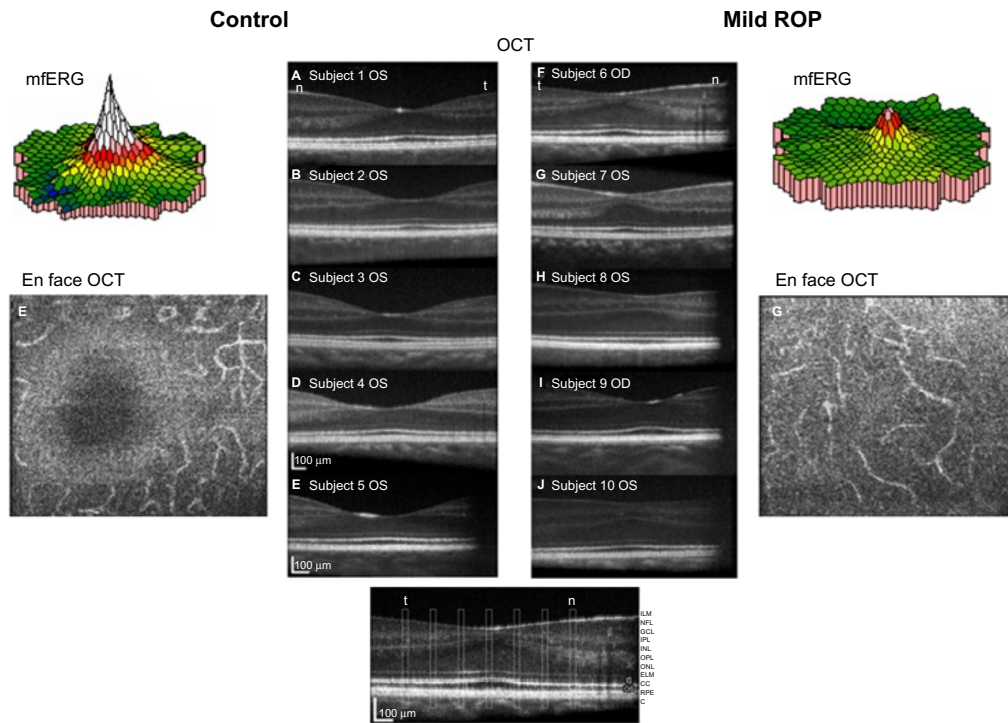 Control
Mild ROP
OCT
mfERG
mfERG
A Subject 1 OS
n
t
B Subject 2 OS
C Subject 3 OS
D Subject 4 OS
100 μm
E Subject 5 OS
100 μm
F Subject 6 OD
t
n
G Subject 7 OS
H Subject 8 OS
I Subject 9 OD
J Subject 10 OS
En face OCT
E
En face OCT
G
t
n
100 μm
ILM
NFL
GCL
IPL
INL
OPL
ONL
ELM
CC
RPE
C